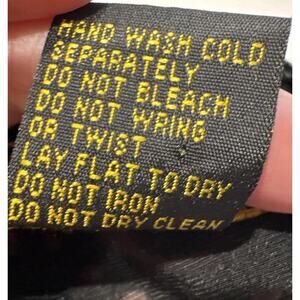 HAND WASH COLD
SEPARATELY
DO NOT BLEACH
DO NOT WRING
OR TWIST
LAY FLAT TO DRY
DO NOT IRON
DO NOT DRY CLEAN